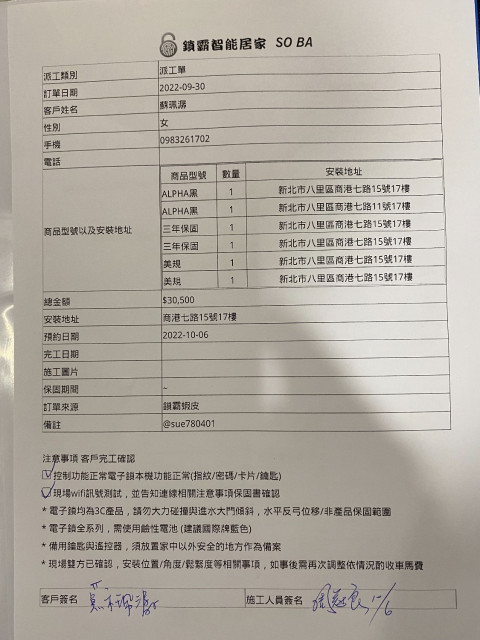 鎖霸智能居家 SO BA
派工類別 派工單
訂單日期 2022-09-30
客戶姓名 蘇珮潺
性別 女
手機 0983261702
電話
商品型號以及安裝地址
商品型號 數量 安裝地址
ALPHA黑 1 新北市八里區商港七路15號17樓
ALPHA黑 1 新北市八里區商港七路11號17樓
三年保固 1 新北市八里區商港七路15號17樓
三年保固 1 新北市八里區商港七路15號17樓
美規 1 新北市八里區商港七路15號17樓
美規 1 新北市八里區商港七路15號17樓
總金額 $30,500
安裝地址 商港七路15號17樓
預約日期 2022-10-06
完工日期
施工圖片
保固期間 –
訂單來源 鎖霸蝦皮
備註 @sue780401
注意事項 客戶完工確認
控制功能正常電子鎖本機功能正常(指紋/密碼/卡片/鑰匙)
現場wifi訊號測試，並告知連線相關注意事項保固書確認
* 電子鎖均為3C產品，請勿大力碰撞與進水大門傾斜，水平反弓位移/非產品保固範圍
* 電子鎖全系列，需使用鹼性電池 (建議國際牌藍色)
* 備用鑰匙與遙控器，須放置家中以外安全的地方作為備案
* 現場雙方已確認，安裝位置/角度/鬆緊度等相關事項，如事後需再次調整依情況酌收車馬費
客戶簽名
施工人員簽名